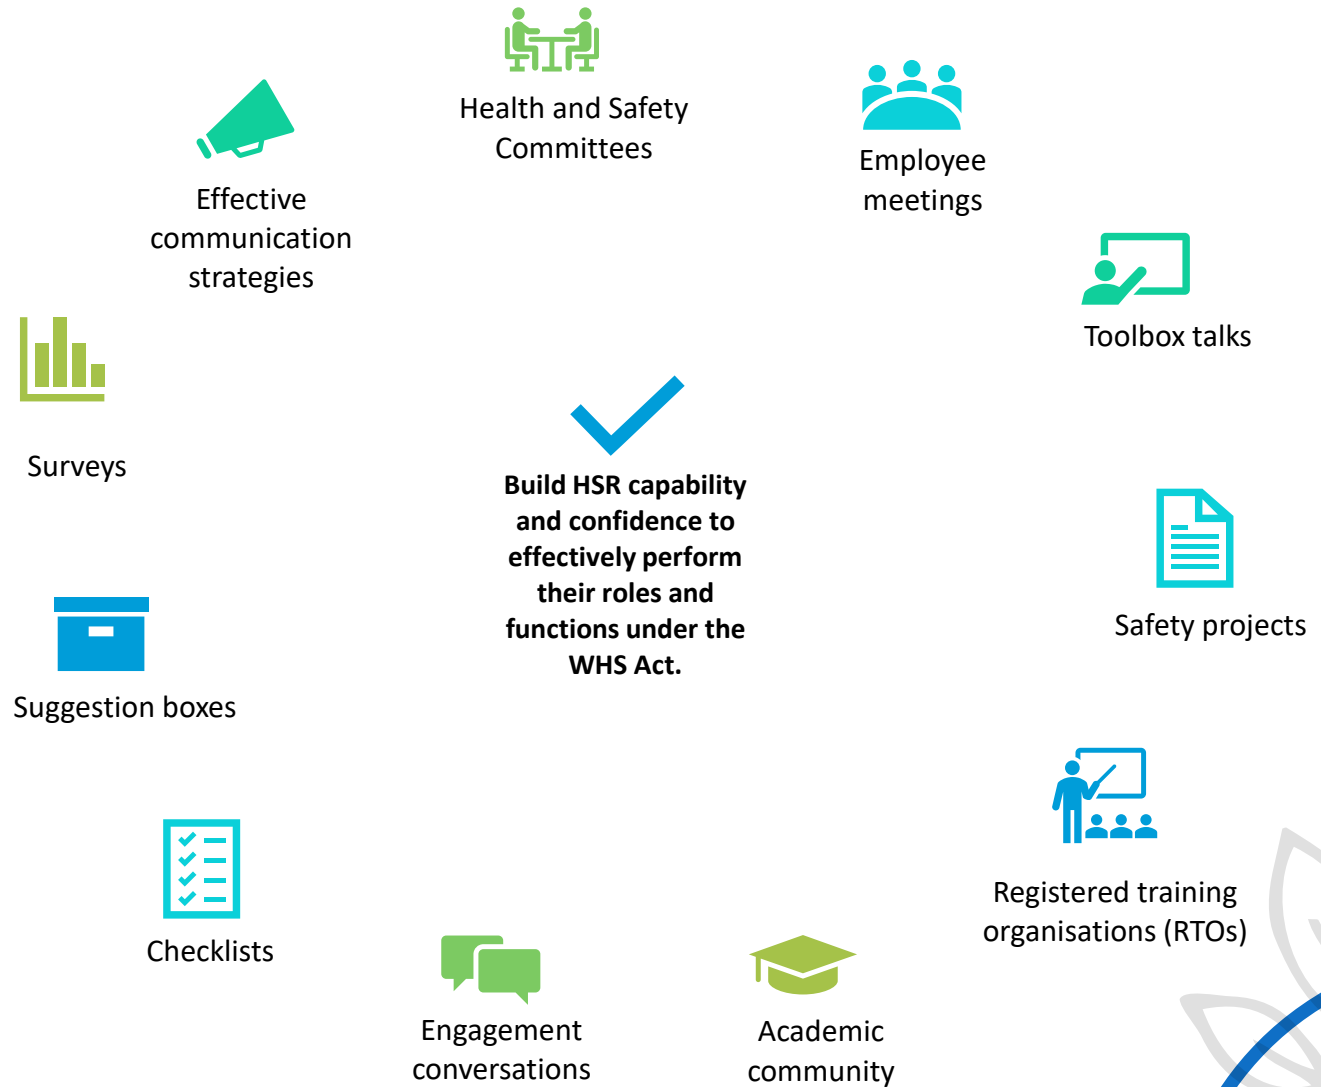 Health and Safety
Committees
Employee
meetings
Effective
communication
strategies
Toolbox talks
Surveys
Build HSR capability
and confidence to
effectively perform
their roles and
functions under the
WHS Act.
Safety projects
Suggestion boxes
Registered training
organisations (RTOs)
Checklists
Engagement
conversations
Academic
community